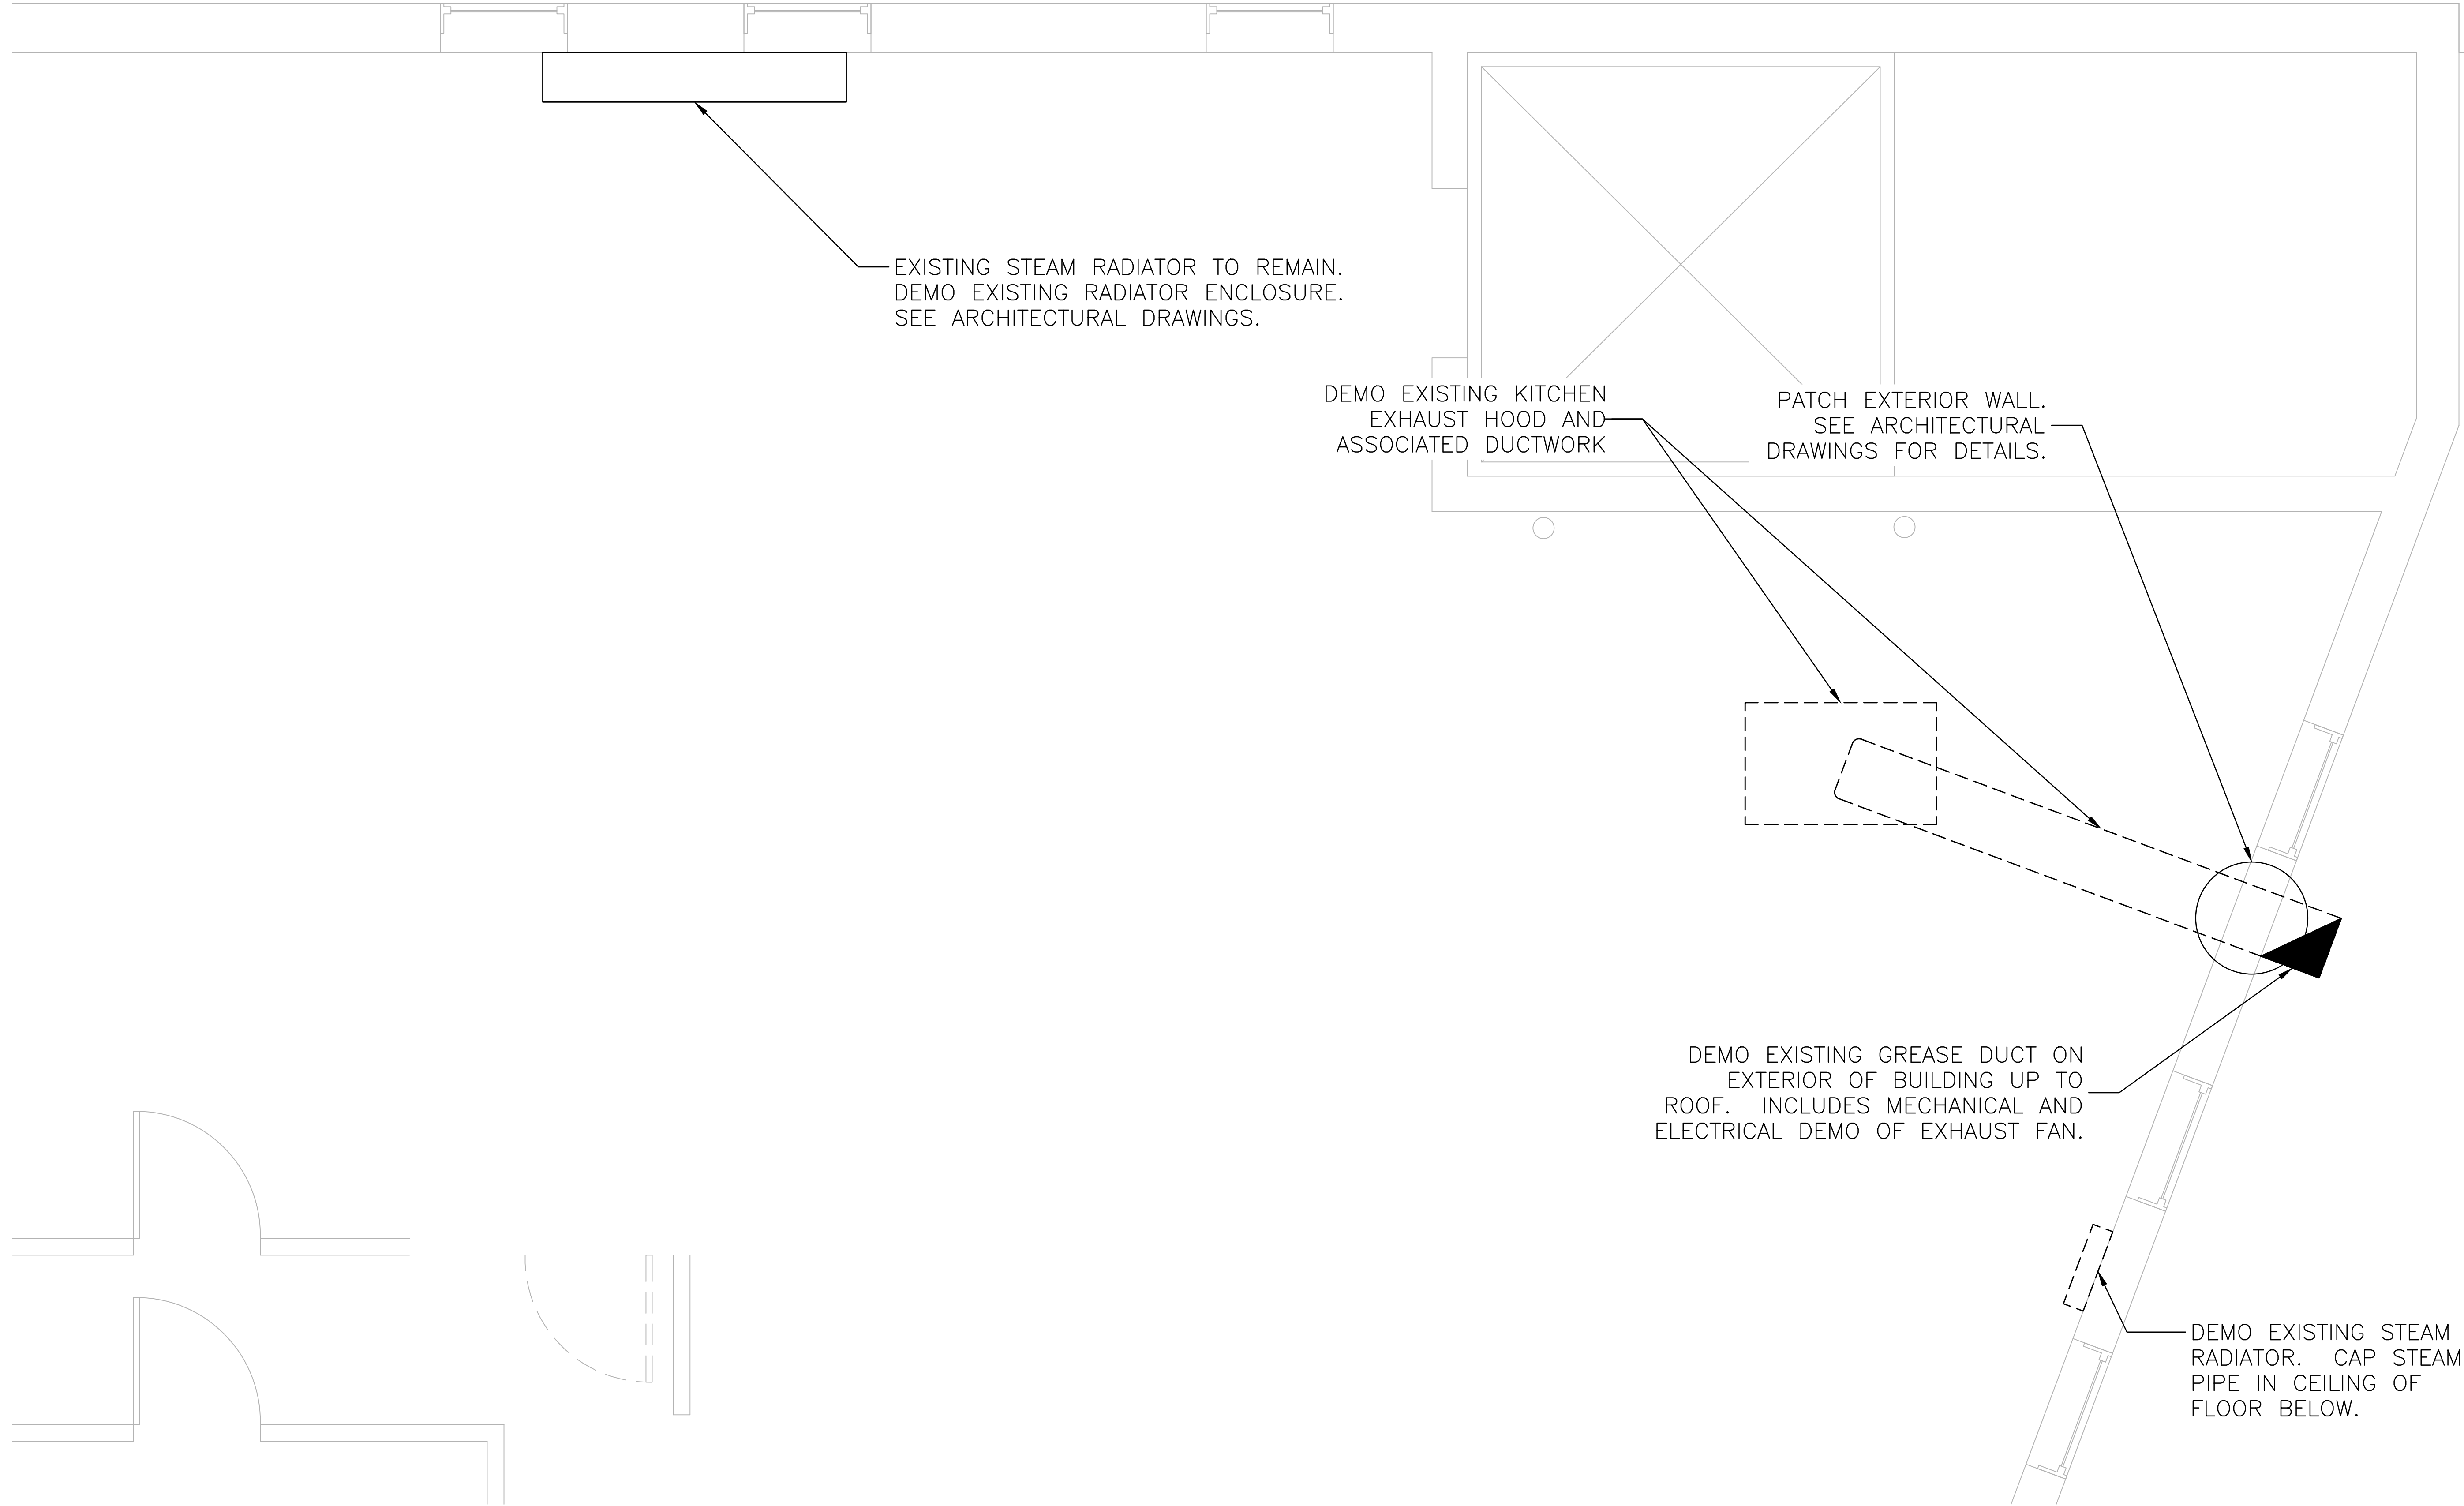 EXISTING STEAM RADIATOR TO REMAIN.
DEMO EXISTING RADIATOR ENCLOSURE.
SEE ARCHITECTURAL DRAWINGS.
DEMO EXISTING KITCHEN
EXHAUST HOOD AND
ASSOCIATED DUCTWORK
PATCH EXTERIOR WALL.
SEE ARCHITECTURAL
DRAWINGS FOR DETAILS.
DEMO EXISTING GREASE DUCT ON
EXTERIOR OF BUILDING UP TO
ROOF. INCLUDES MECHANICAL AND
ELECTRICAL DEMO OF EXHAUST FAN.
DEMO EXISTING STEAM
RADIATOR. CAP STEAM
PIPE IN CEILING OF
FLOOR BELOW.